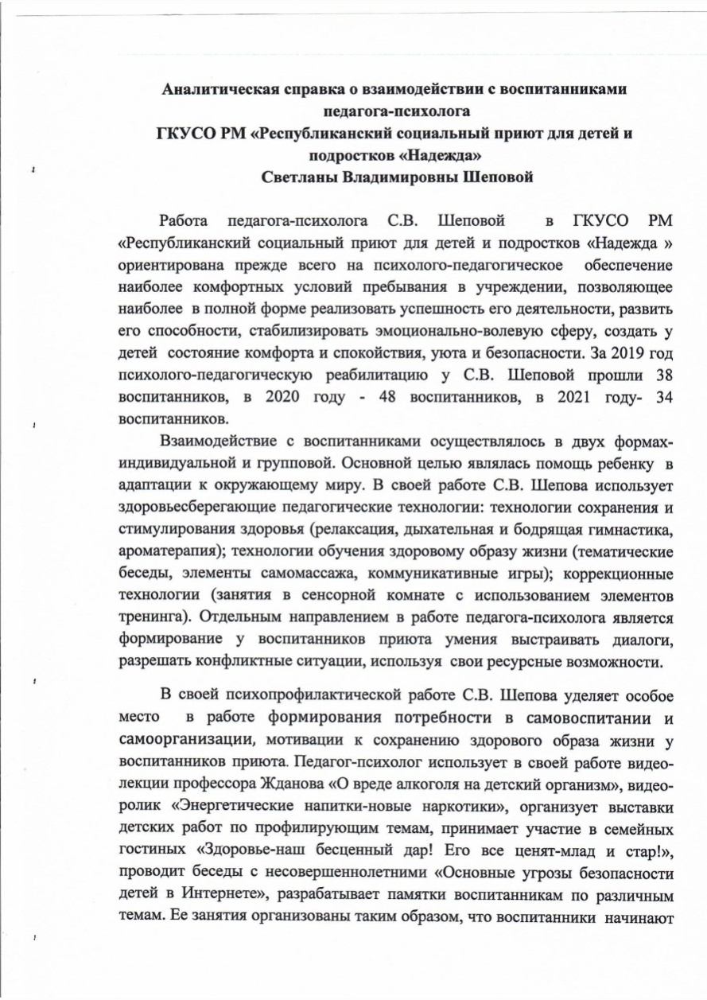 Аналитическая справка о взаимодействии с воспитанниками
педагога-психолога
ГКУСО РМ «Республиканский социальный приют для детей и
подростков «Надежда»
Светланы Владимировны Шеповой
Работа педагога-психолога С.В. Шеповой в ГКУСО РМ
«Республиканский социальный приют для детей и подростков «Надежда »
ориентирована прежде всего на психолого-педагогическое обеспечение
наиболее комфортных условий пребывания в учреждении, позволяющее
наиболее в полной форме реализовать успешность его деятельности, развить
его способности, стабилизировать эмоционально-волевую сферу, создать у
детей состояние комфорта и спокойствия, уюта и безопасности. За 2019 год
психолого-педагогическую реабилитацию у С.В. Шеповой прошли 38
воспитанников, в 2020 году - 48 воспитанников, в 2021 году- 34
воспитанников.
Взаимодействие с воспитанниками осуществлялось в двух формах-
индивидуальной и групповой. Основной целью являлась помощь ребенку в
адаптации к окружающему миру. В своей работе С.В. Шепова использует
здоровьесберегающие педагогические технологии: технологии сохранения и
стимулирования здоровья (релаксация, дыхательная и бодрящая гимнастика,
ароматерапия); технологии обучения здоровому образу жизни (тематические
беседы, элементы самомассажа, коммуникативные игры); коррекционные
технологии (занятия в сенсорной комнате с использованием элементов
тренинга). Отдельным направлением в работе педагога-психолога является
формирование у воспитанников приюта умения выстраивать диалоги,
разрешать конфликтные ситуации, используя свои ресурсные возможности.
В своей психопрофилактической работе С.В. Шепова уделяет особое
место в работе формирования потребности в самовоспитании и
самоорганизации, мотивации к сохранению здорового образа жизни у
воспитанников приюта. Педагог-психолог использует в своей работе видео-
лекции профессора Жданова «О вреде алкоголя на детский организм», видео-
ролик «Энергетические напитки-новые наркотики», организует выставки
детских работ по профилирующим темам, принимает участие в семейных
гостиных «Здоровье-наш бесценный дар! Его все ценят-млад и стар!»,
проводит беседы с несовершеннолетними «Основные угрозы безопасности
детей в Интернете», разрабатывает памятки воспитанникам по различным
темам. Ее занятия организованы таким образом, что воспитанники начинают